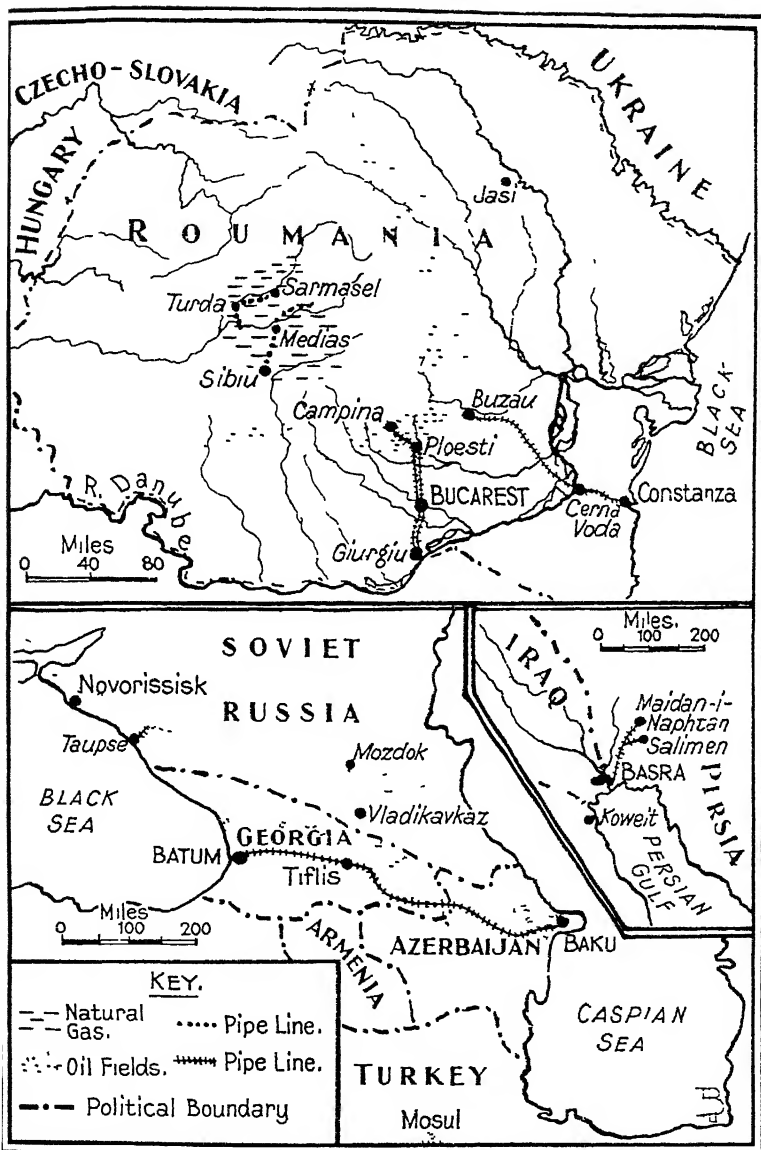 CZECHO-SLOVAKIA
UKRAINE
HUNGARY
Jasi
ROUMANIA
Sarmasel
Turda
Medias
Sibiu
Campina
Buzau
Ploesti
BLACK-
SEA
R. Danube
BUCAREST
Cerna
Voda
Constanza
Miles
0 40 80
Giurgiu
SOVIET
RUSSIA
Novorissisk
Taupse
Mozdok
BLACK
SEA
Vladikavkaz
GEORGIA
BATUM
Tiflis
Miles
0 100 200
ARMENIA
AZERBAIJAN
BAKU
CASPIAN
SEA
TURKEY
Mosul
Miles.
0 100 200
IRAQ
Maidan-i-
Naphtan
Salimen
BASRA
PIRSIA
Koweit
PERSIAN
GULF
KEY.
Natural
Gas.
Pipe Line.
Oil Fields.
Pipe Line.
Political Boundary